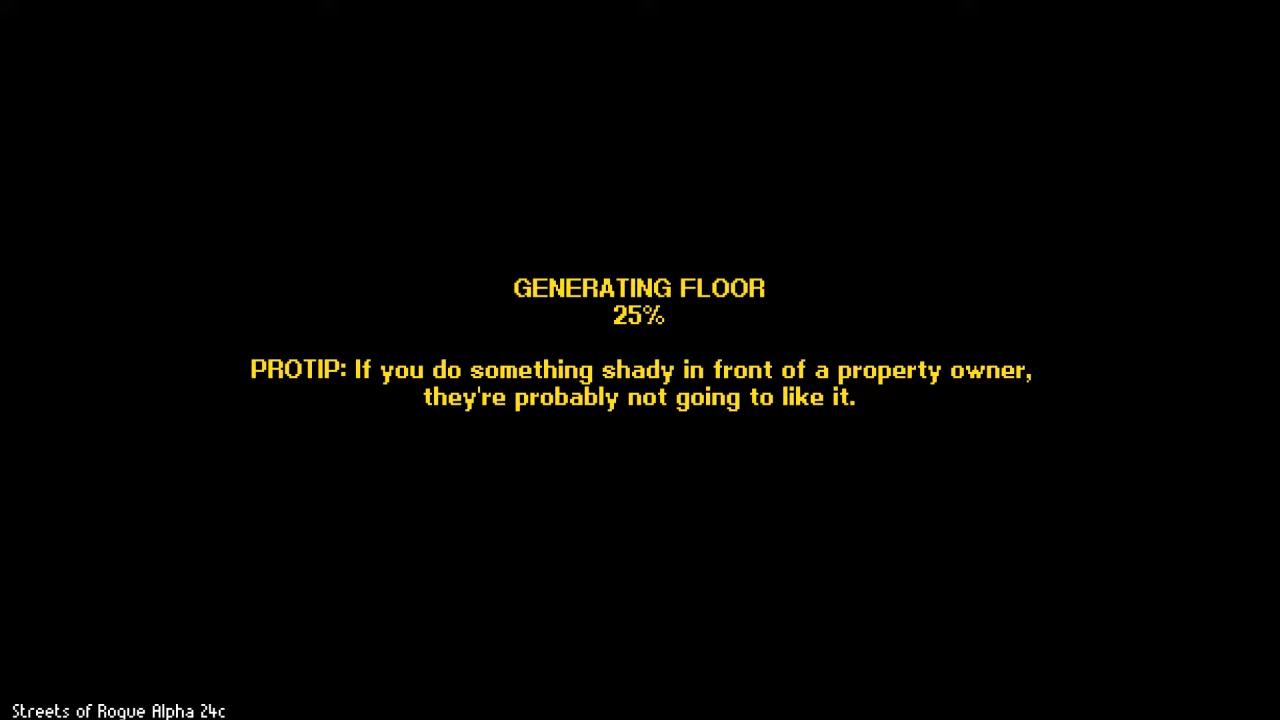 GENERATING FLOOR
25%
PROTIP: If you do something shady in front of a property owner,
they're probably not going to like it.
Streets of Rogue Alpha 24c